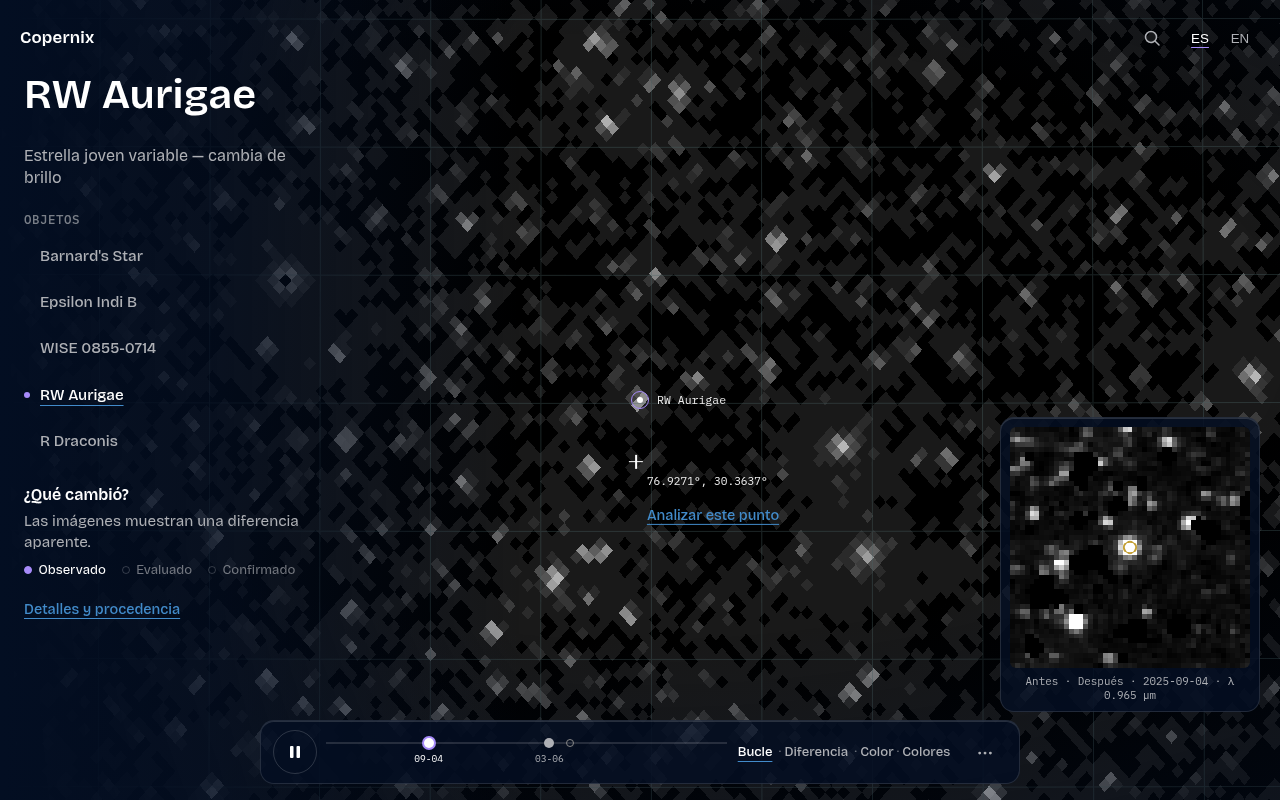 Copernix
ES EN
RW Aurigae
Estrella joven variable — cambia de
brillo
OBJETOS
Barnard's Star
Epsilon Indi B
WISE 0855-0714
RW Aurigae
R Draconis
¿Qué cambió?
Las imágenes muestran una diferencia
aparente.
Observado Evaluado Confirmado
Detalles y procedencia
RW Aurigae
76.9271°, 30.3637°
Analizar este punto
Antes · Después · 2025-09-04 · λ
0.965 µm
09-04
03-06
Bucle · Diferencia · Color · Colores